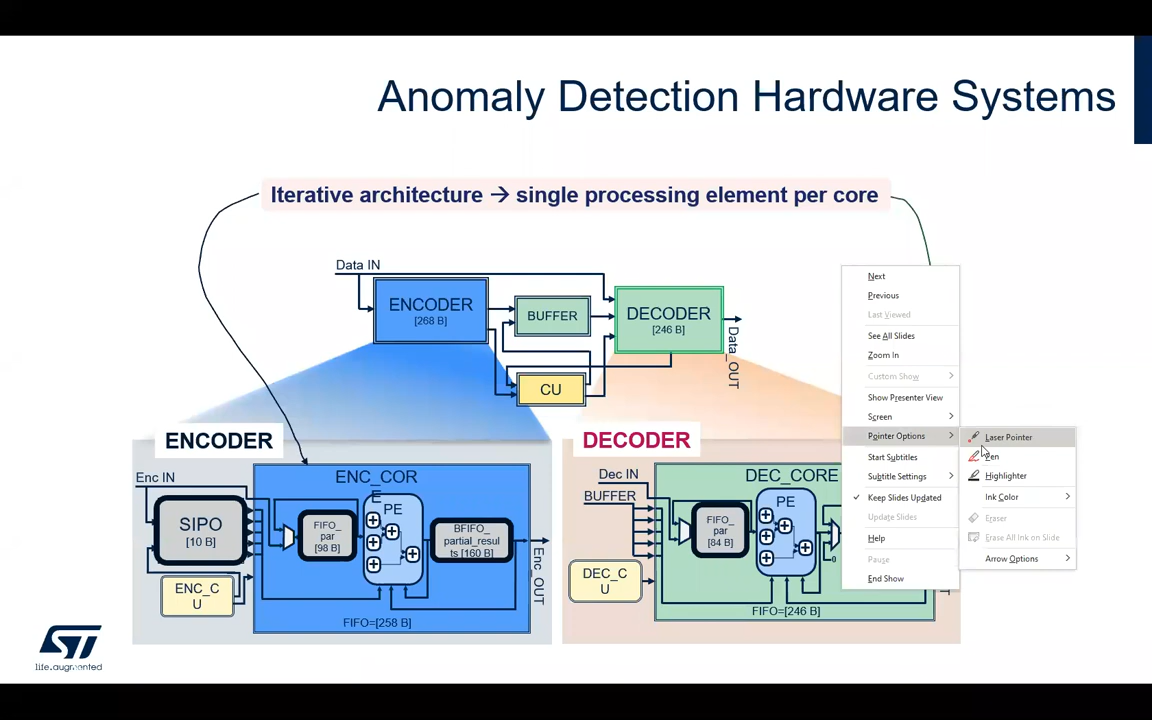 Anomaly Detection Hardware Systems
Iterative architecture → single processing element per core
Data IN
ENCODER
[268 B]
BUFFER
DECODER
[246 B]
Data_OUT
CU
ENCODER
Enc IN
ENC_COR
E
SIPO
[10 B]
FIFO_
par
[98 B]
PE
BFIFO_
partial_resul
ts [160 B]
Enc_OUT
ENC_C
U
FIFO=[258 B]
DECODER
Dec IN
BUFFER
DEC_CORE
FIFO_
par
[84 B]
PE
=0
DEC_C
U
FIFO=[246 B]
Next
Previous
Last Viewed
See All Slides
Zoom In
Custom Show
Show Presenter View
Screen
Pointer Options
Start Subtitles
Subtitle Settings
Keep Slides Updated
Update Slides
Help
Pause
End Show
Laser Pointer
Pen
Highlighter
Ink Color
Eraser
Erase All Ink on Slide
Arrow Options
ST
life.augmented